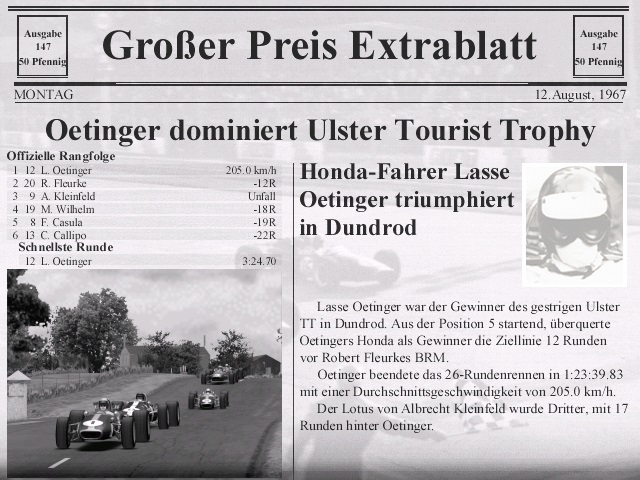 Ausgabe
147
50 Pfennig
Großer Preis Extrablatt
Ausgabe
147
50 Pfennig
MONTAG 12.August, 1967
Oetinger dominiert Ulster Tourist Trophy
Offizielle Rangfolge
1 12 L. Oetinger 205.0 km/h
2 20 R. Fleurke -12R
3 9 A. Kleinfeld Unfall
4 19 M. Wilhelm -18R
5 8 F. Casula -19R
6 13 C. Callipo -22R
Schnellste Runde
12 L. Oetinger 3:24.70
Honda-Fahrer Lasse
Oetinger triumphiert
in Dundrod
Lasse Oetinger war der Gewinner des gestrigen Ulster
TT in Dundrod. Aus der Position 5 startend, überquerte
Oetingers Honda als Gewinner die Ziellinie 12 Runden
vor Robert Fleurkes BRM.
Oetinger beendete das 26-Rundenrennen in 1:23:39.83
mit einer Durchschnittsgeschwindigkeit von 205.0 km/h.
Der Lotus von Albrecht Kleinfeld wurde Dritter, mit 17
Runden hinter Oetinger.